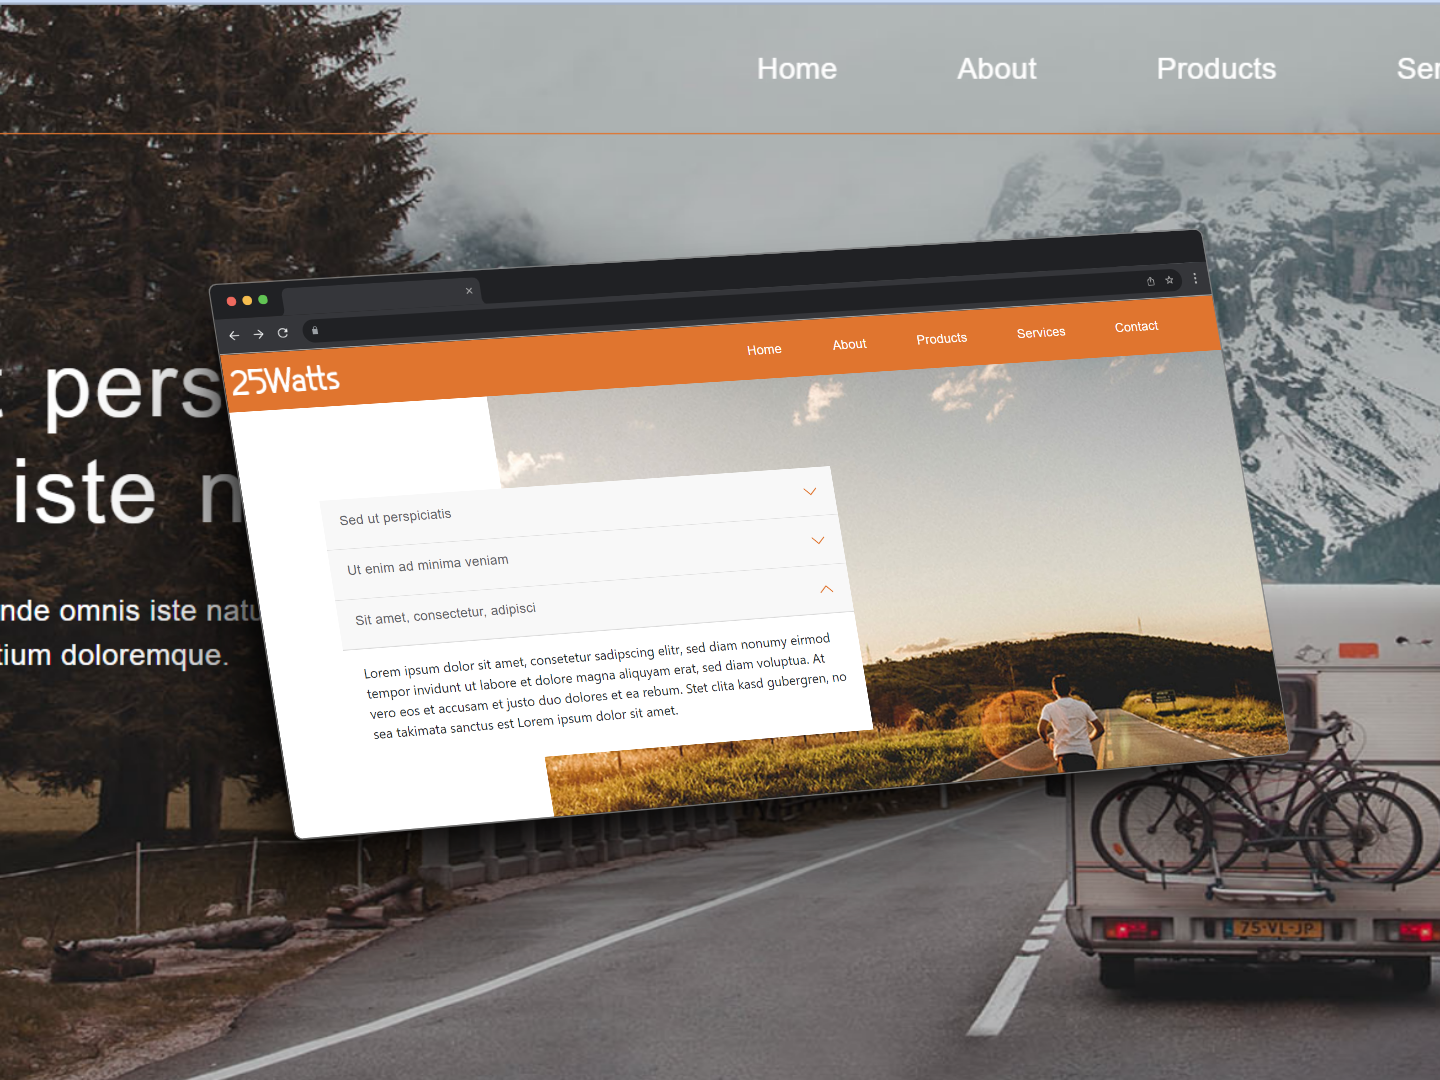 Home About Products Ser
t pers
iste n
nde omnis iste natu
tium doloremque.
25Watts
Home About Products Services Contact
Sed ut perspiciatis
Ut enim ad minima veniam
Sit amet, consectetur, adipisci
Lorem ipsum dolor sit amet, consetetur sadipscing elitr, sed diam nonumy eirmod
tempor invidunt ut labore et dolore magna aliquyam erat, sed diam voluptua. At
vero eos et accusam et justo duo dolores et ea rebum. Stet clita kasd gubergren, no
sea takimata sanctus est Lorem ipsum dolor sit amet.
75-VL-JP